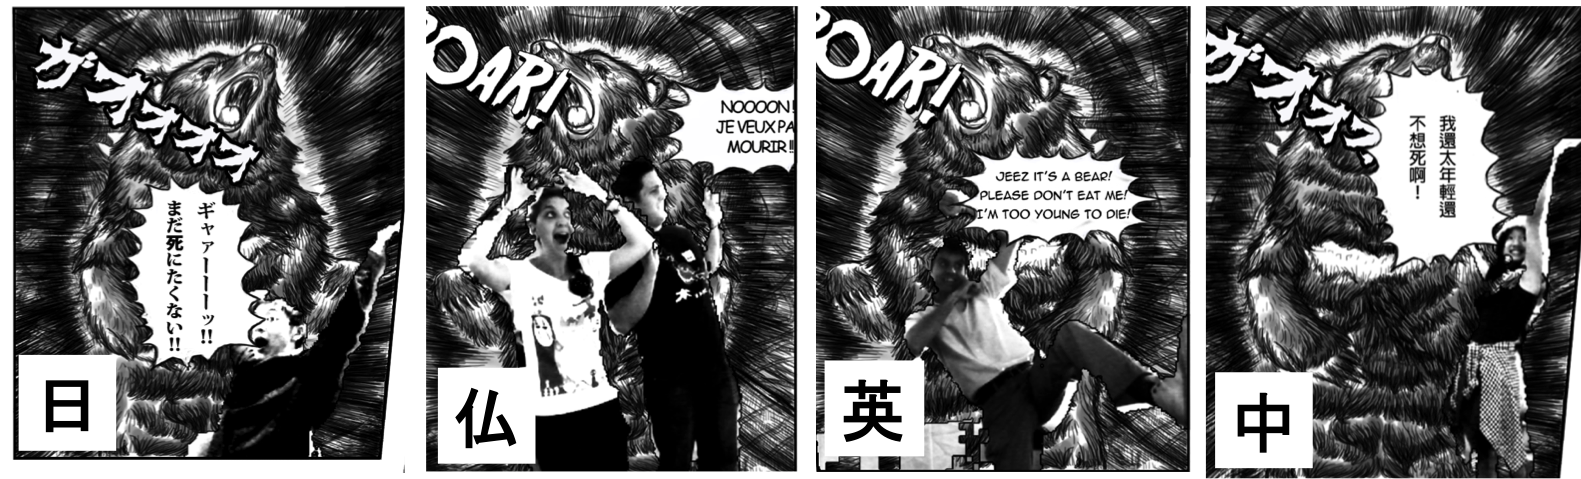 ガオオオオオ
ギャァーーーッ!!
まだ死にたくない!!
日
ROAR!
NOOOON!
JE VEUX PA
MOURIR!!
仏
ROAR!
JEEZ IT'S A BEAR!
PLEASE DON'T EAT ME!
I'M TOO YOUNG TO DIE!
英
ガオオ
我還太年輕還
不想死啊！
中